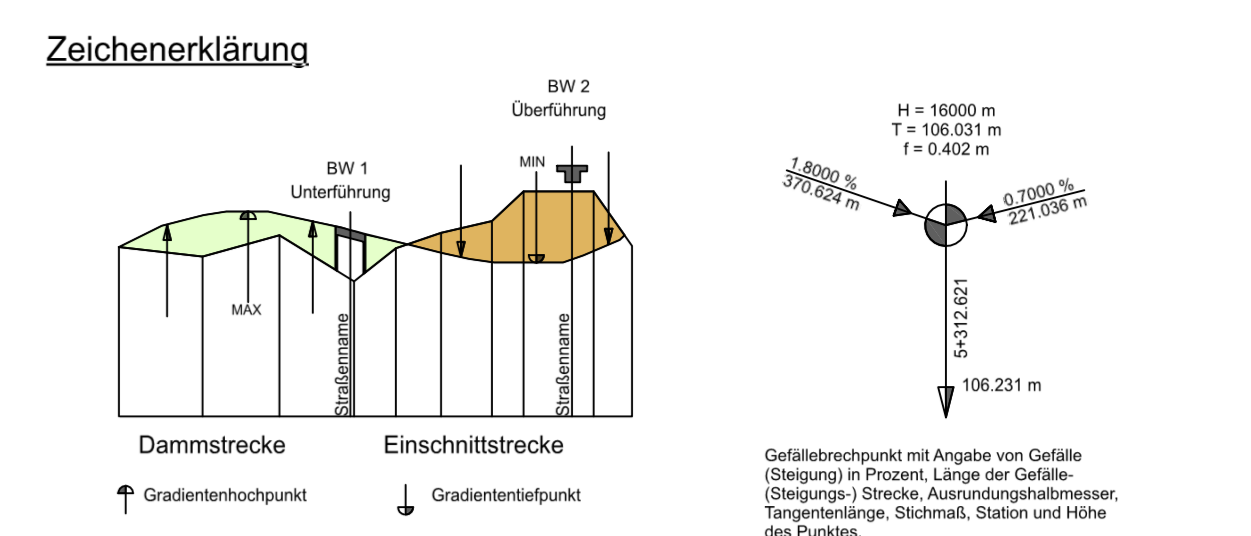 Zeichenerklärung
BW 2
Überführung
BW 1
Unterführung
MIN
MAX
Straßenname
Straßenname
Dammstrecke
Einschnittstrecke
Gradientenhochpunkt
Gradiententiefpunkt
H = 16000 m
T = 106.031 m
f = 0.402 m
1.8000 %
370.624 m
0.7000 %
221.036 m
5+312.621
106.231 m
Gefällebrechpunkt mit Angabe von Gefälle
(Steigung) in Prozent, Länge der Gefälle-
(Steigungs-) Strecke, Ausrundungshalbmesser,
Tangentenlänge, Stichmaß, Station und Höhe
des Punktes.